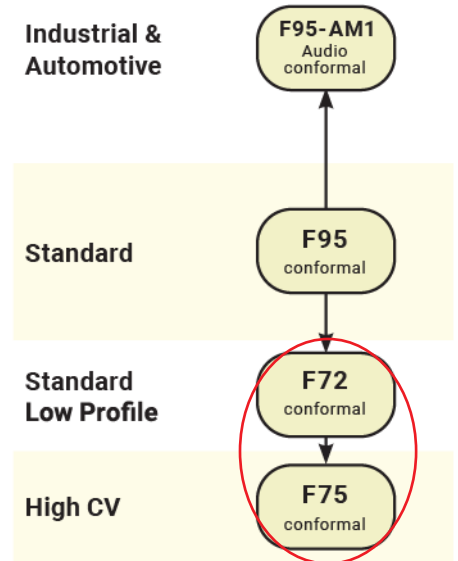 Industrial &
Automotive
F95-AM1
Audio
conformal
Standard
F95
conformal
Standard
Low Profile
F72
conformal
High CV
F75
conformal